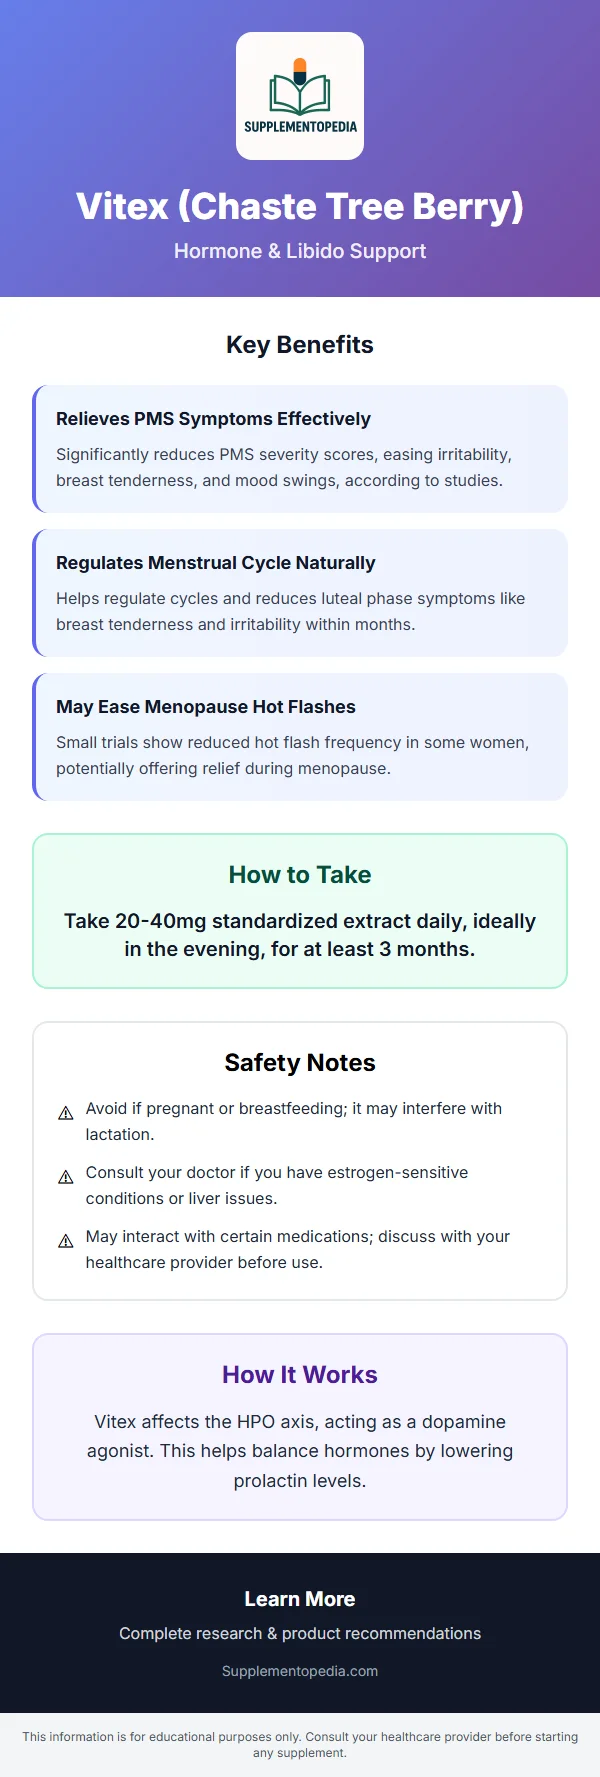 SUPPLEMENTOPEDIA
Vitex (Chaste Tree Berry)
Hormone & Libido Support
Key Benefits
Relieves PMS Symptoms Effectively
Significantly reduces PMS severity scores, easing irritability,
breast tenderness, and mood swings, according to studies.
Regulates Menstrual Cycle Naturally
Helps regulate cycles and reduces luteal phase symptoms like
breast tenderness and irritability within months.
May Ease Menopause Hot Flashes
Small trials show reduced hot flash frequency in some women,
potentially offering relief during menopause.
How to Take
Take 20-40mg standardized extract daily, ideally
in the evening, for at least 3 months.
Safety Notes
⚠ Avoid if pregnant or breastfeeding; it may interfere with
lactation.
⚠ Consult your doctor if you have estrogen-sensitive
conditions or liver issues.
⚠ May interact with certain medications; discuss with your
healthcare provider before use.
How It Works
Vitex affects the HPO axis, acting as a dopamine
agonist. This helps balance hormones by lowering
prolactin levels.
Learn More
Complete research & product recommendations
Supplementopedia.com
This information is for educational purposes only. Consult your healthcare provider before starting
any supplement.